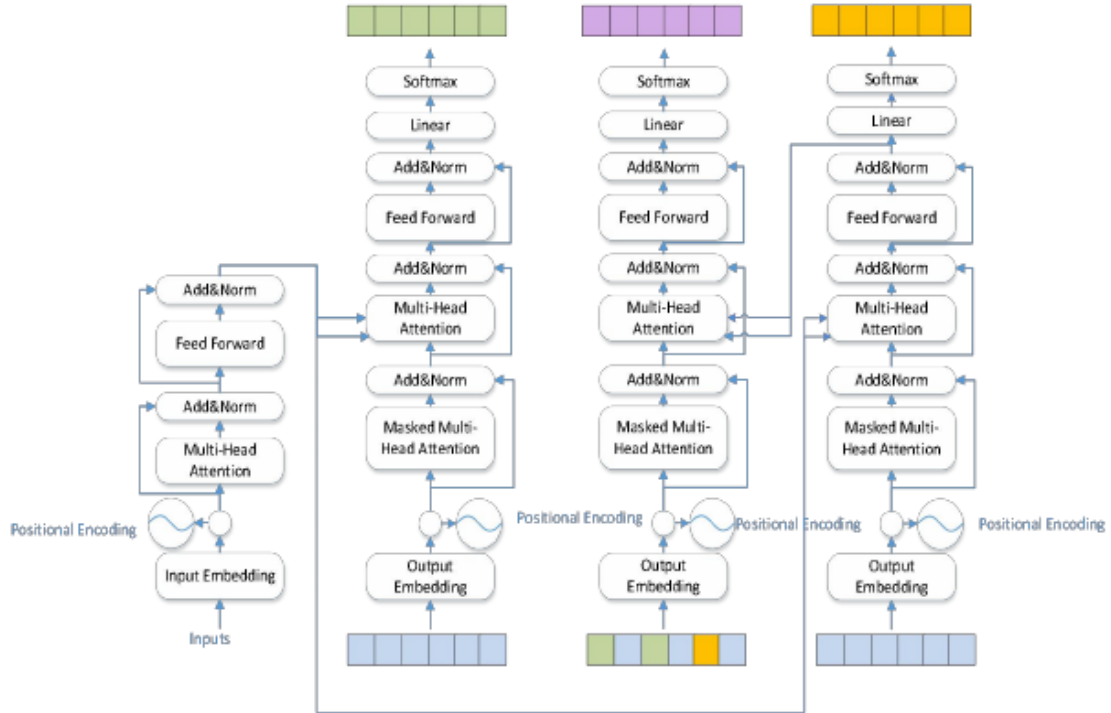 Softmax
Linear
Add&Norm
Feed Forward
Add&Norm
Multi-Head
Attention
Add&Norm
Masked Multi-
Head Attention
Output
Embedding
Softmax
Linear
Add&Norm
Feed Forward
Add&Norm
Multi-Head
Attention
Add&Norm
Masked Multi-
Head Attention
Positional Encoding
Output
Embedding
Softmax
Linear
Add&Norm
Feed Forward
Add&Norm
Multi-Head
Attention
Add&Norm
Masked Multi-
Head Attention
Positional Encoding
Positional Encoding
Output
Embedding
Add&Norm
Feed Forward
Add&Norm
Multi-Head
Attention
Positional Encoding
Input Embedding
Inputs